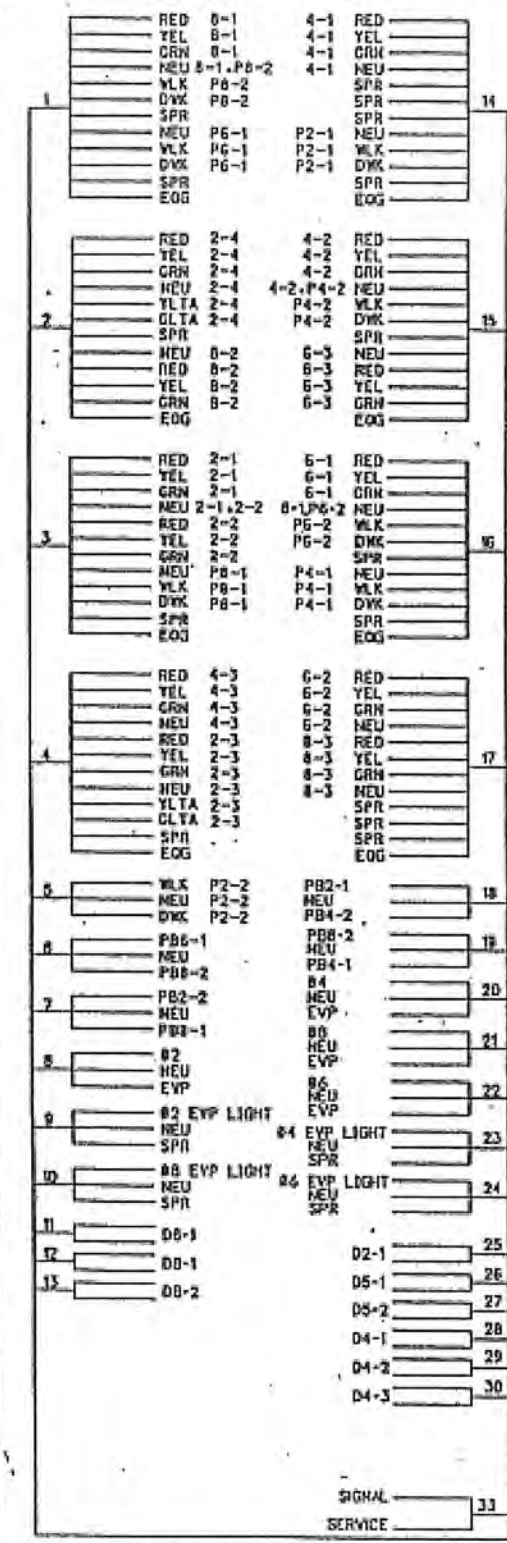 RED 8-1
YEL 8-1
GRN 8-1
NEU 8-1,P8-2
WLK P8-2
DWK P8-2
SPR
NEU P6-1
WLK P6-1
DWK P6-1
SPR
EOG
1
RED 2-4
YEL 2-4
GRN 2-4
NEU 2-4
YLTA 2-4
GLTA 2-4
SPR
NEU 8-2
RED 8-2
YEL 8-2
GRN 8-2
EOG
2
RED 2-1
YEL 2-1
GRN 2-1
NEU 2-1,2-2
RED 2-2
YEL 2-2
GRN 2-2
NEU P8-1
WLK P8-1
DWK P8-1
SPR
EOG
3
RED 4-3
YEL 4-3
GRN 4-3
NEU 4-3
RED 2-3
YEL 2-3
GRN 2-3
NEU 2-3
YLTA 2-3
GLTA 2-3
SPR
EOG
4
WLK P2-2
NEU P2-2
DWK P2-2
5
PB6-1
NEU
PB8-2
6
PB2-2
NEU
PB8-1
7
02
NEU
EVP
8
02 EVP LIGHT
NEU
SPR
9
08 EVP LIGHT
NEU
SPR
10
11
12
D8-1
13
D8-2
4-1 RED
4-1 YEL
4-1 GRN
4-1 NEU
SPR
SPR
SPR
P2-1 NEU
P2-1 WLK
P2-1 DWK
SPR
EOG
14
4-2 RED
4-2 YEL
4-2 GRN
4-2,P4-2 NEU
P4-2 WLK
P4-2 DWK
SPR
6-3 NEU
6-3 RED
6-3 YEL
6-3 GRN
EOG
15
6-1 RED
6-1 YEL
6-1 GRN
6-1,P6-2 NEU
P6-2 WLK
P6-2 DWK
SPR
P4-1 NEU
P4-1 WLK
P4-1 DWK
SPR
EOG
16
6-2 RED
6-2 YEL
6-2 GRN
6-2 NEU
8-3 RED
8-3 YEL
8-3 GRN
8-3 NEU
SPR
SPR
SPR
EOG
17
PB2-1
NEU
PB4-2
18
PB6-2
NEU
PB4-1
19
04
NEU
EVP
20
08
NEU
EVP
21
06
NEU
EVP
22
04 EVP LIGHT
NEU
SPR
23
06 EVP LIGHT
NEU
SPR
24
D2-1
25
D5-1
26
D5-2
27
D4-1
28
D4-2
29
D4-3
30
SIGNAL
SERVICE
33